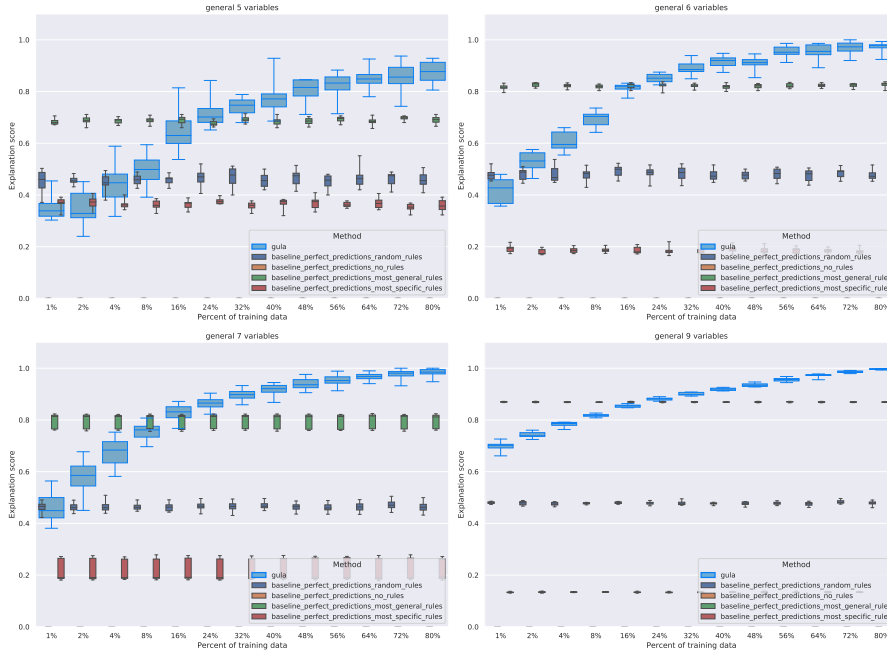 general 5 variables
1.0
0.8
0.6
0.4
0.2
0.0
Explanation score
Method
gula
baseline_perfect_predictions_random_rules
baseline_perfect_predictions_no_rules
baseline_perfect_predictions_most_general_rules
baseline_perfect_predictions_most_specific_rules
1% 2% 4% 8% 16% 24% 32% 40% 48% 56% 64% 72% 80%
Percent of training data
general 6 variables
1.0
0.8
0.6
0.4
0.2
0.0
Explanation score
Method
gula
baseline_perfect_predictions_random_rules
baseline_perfect_predictions_no_rules
baseline_perfect_predictions_most_general_rules
baseline_perfect_predictions_most_specific_rules
1% 2% 4% 8% 16% 24% 32% 40% 48% 56% 64% 72% 80%
Percent of training data
general 7 variables
1.0
0.8
0.6
0.4
0.2
0.0
Explanation score
Method
gula
baseline_perfect_predictions_random_rules
baseline_perfect_predictions_no_rules
baseline_perfect_predictions_most_general_rules
baseline_perfect_predictions_most_specific_rules
1% 2% 4% 8% 16% 24% 32% 40% 48% 56% 64% 72% 80%
Percent of training data
general 9 variables
1.0
0.8
0.6
0.4
0.2
0.0
Explanation score
Method
gula
baseline_perfect_predictions_random_rules
baseline_perfect_predictions_no_rules
baseline_perfect_predictions_most_general_rules
baseline_perfect_predictions_most_specific_rules
1% 2% 4% 8% 16% 24% 32% 40% 48% 56% 64% 72% 80%
Percent of training data